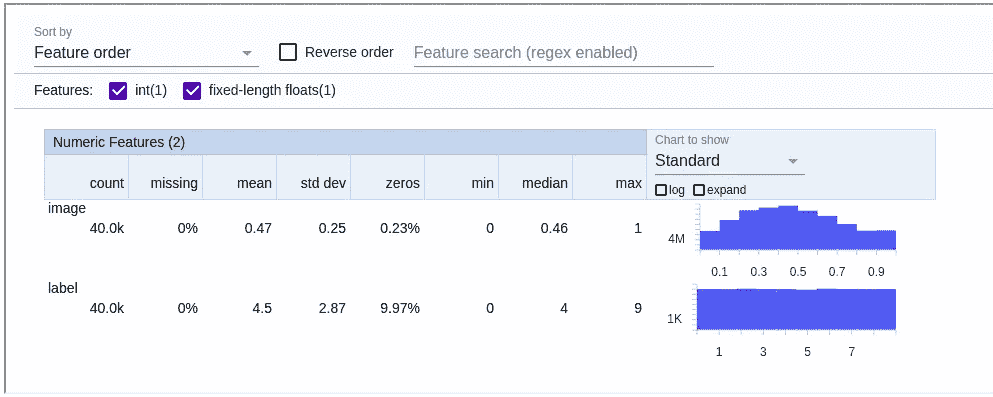 Sort by
Feature order
Reverse order
Feature search (regex enabled)
Features:
int(1)
fixed-length floats(1)
Numeric Features (2)
Chart to show
Standard
count missing mean std dev zeros min median max
log expand
image
40.0k 0% 0.47 0.25 0.23% 0 0.46 1
4M
0.1 0.3 0.5 0.7 0.9
label
40.0k 0% 4.5 2.87 9.97% 0 4 9
1K
1 3 5 7